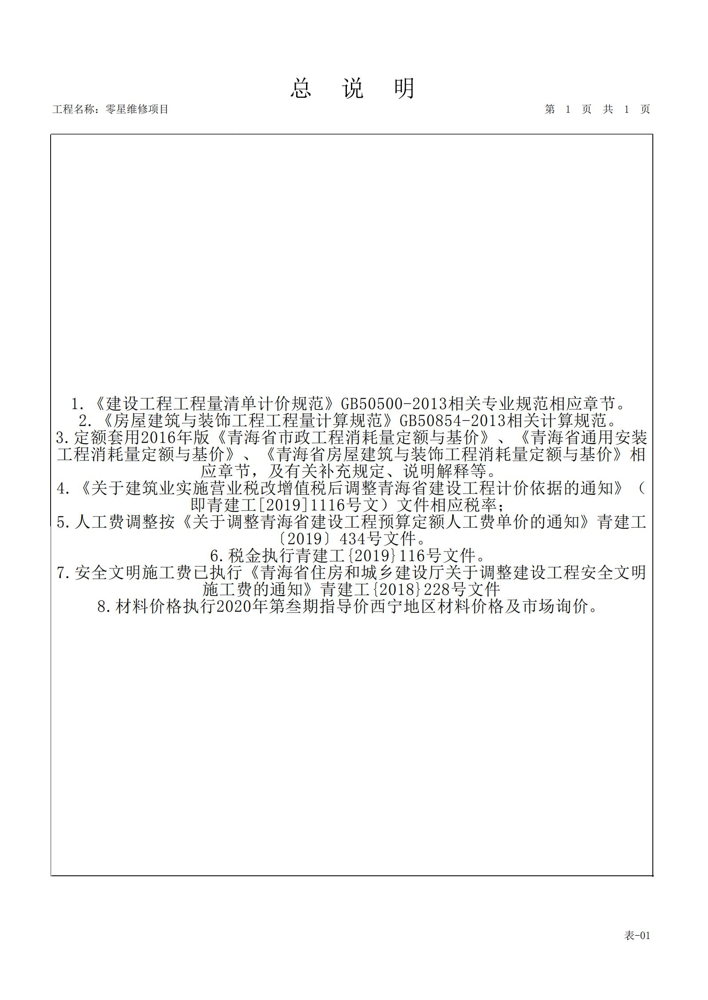 总 说 明
工程名称：零星维修项目 第 1 页 共 1 页
1.《建设工程工程量清单计价规范》GB50500-2013相关专业规范相应章节。
2.《房屋建筑与装饰工程工程量计算规范》GB50854-2013相关计算规范。
3.定额套用2016年版《青海省市政工程消耗量定额与基价》、《青海省通用安装
工程消耗量定额与基价》、《青海省房屋建筑与装饰工程消耗量定额与基价》相
应章节，及有关补充规定、说明解释等。
4.《关于建筑业实施营业税改增值税后调整青海省建设工程计价依据的通知》（
即青建工[2019]1116号文）文件相应税率；
5.人工费调整按《关于调整青海省建设工程预算定额人工费单价的通知》青建工
〔2019〕434号文件。
6.税金执行青建工{2019}116号文件。
7.安全文明施工费已执行《青海省住房和城乡建设厅关于调整建设工程安全文明
施工费的通知》青建工{2018}228号文件
8.材料价格执行2020年第叁期指导价西宁地区材料价格及市场询价。
表-01